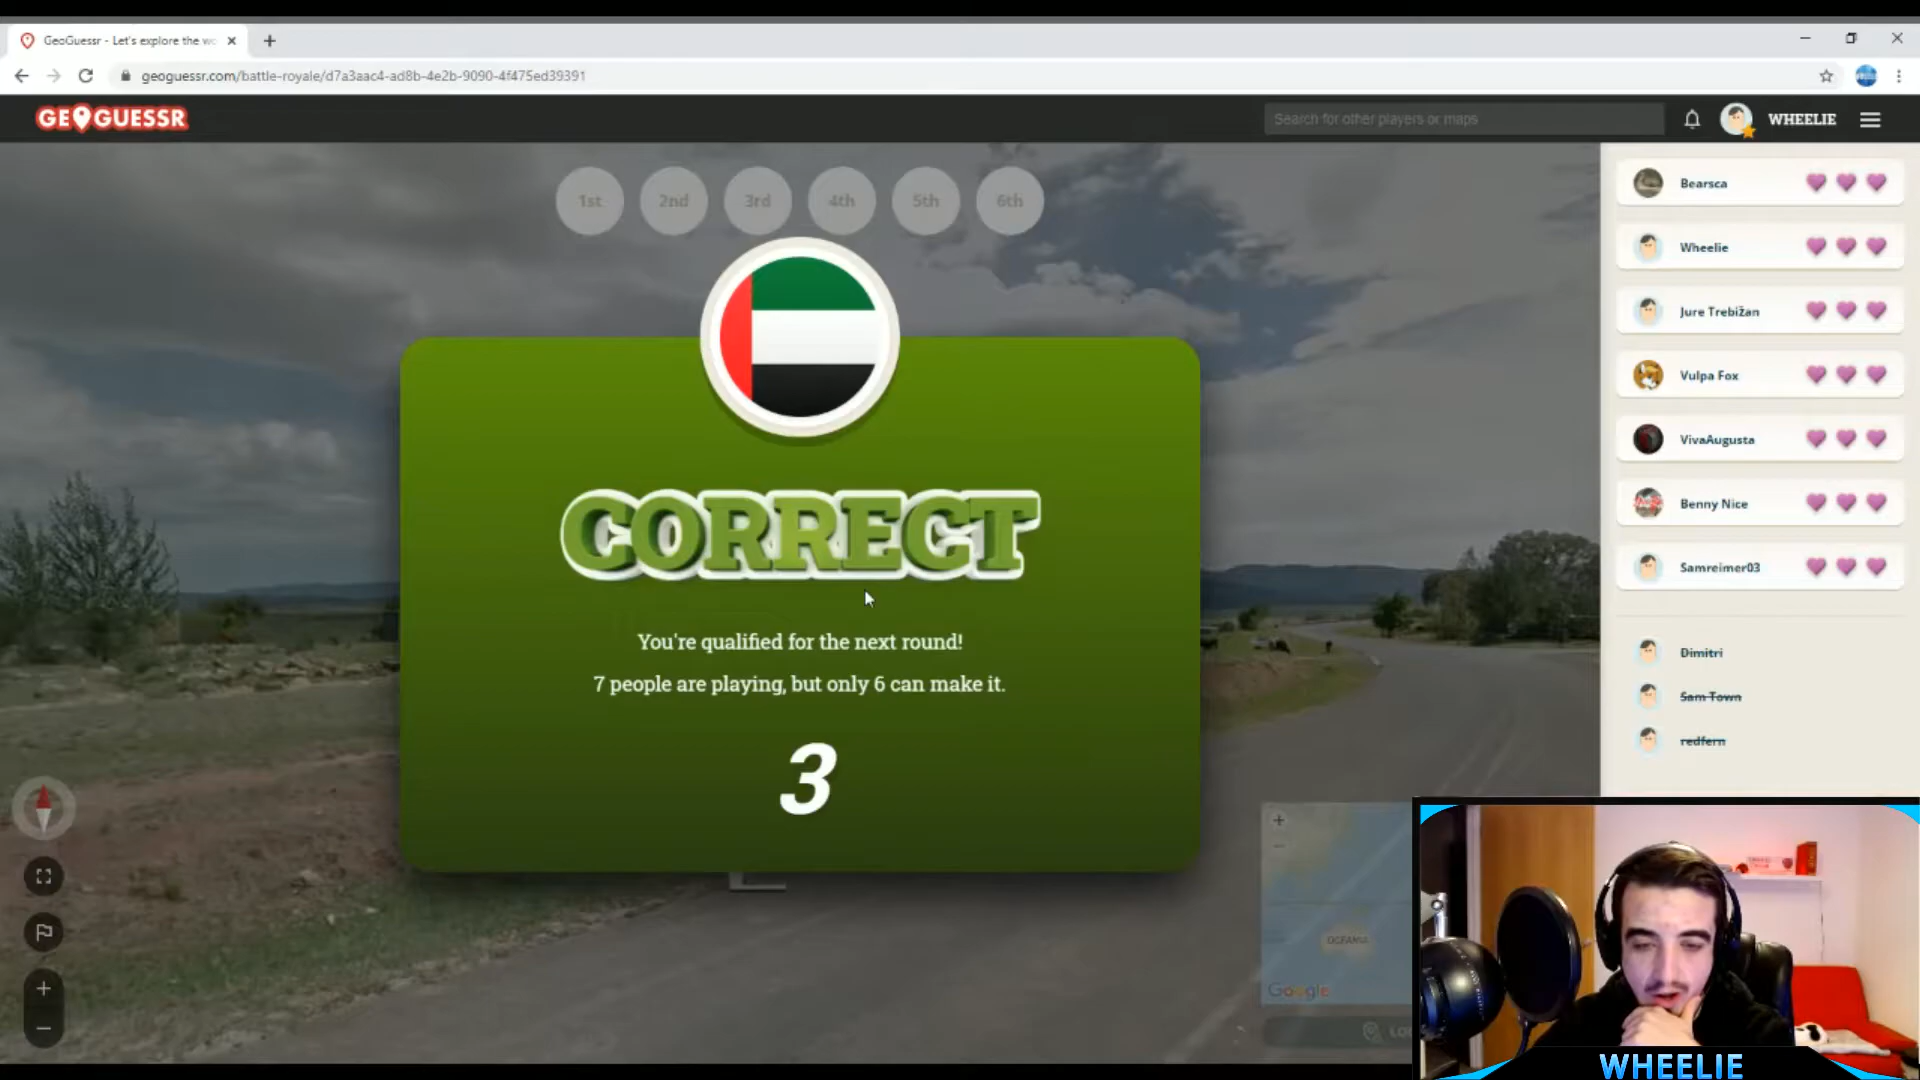 GeoGuessr - Let's explore the wo
geoguessr.com/battle-royale/d7a3aac4-ad8b-4e2b-9090-4f475ed39391
GEOGUESSR
Search for other players or maps
WHEELIE
1st 2nd 3rd 4th 5th 6th
CORRECT
You're qualified for the next round!
7 people are playing, but only 6 can make it.
3
Bearsca
Wheelie
Jure Trebižan
Vulpa Fox
VivaAugusta
Benny Nice
Samreimer03
Dimitri
Sam Town
redfern
OCEANIA
Google
WHEELIE